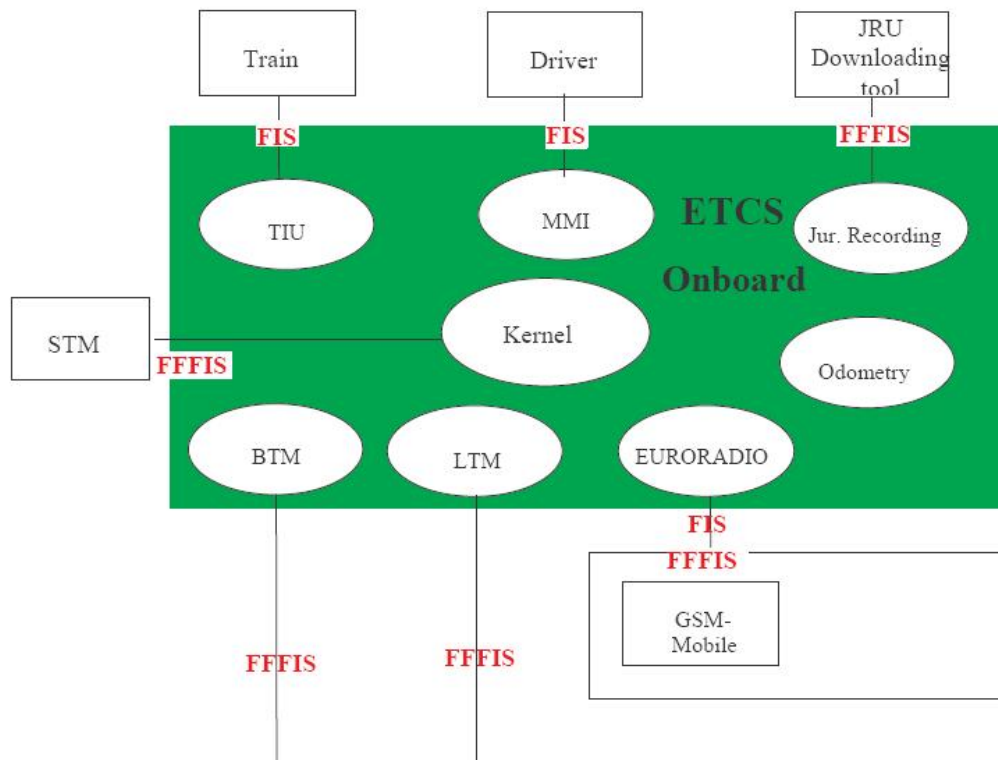 Train
Driver
JRU
Downloading
tool
FIS
FIS
FFFIS
TIU
MMI
ETCS
Onboard
Jur. Recording
STM
FFFIS
Kernel
Odometry
BTM
LTM
EURORADIO
FIS
FFFIS
GSM-
Mobile
FFFIS
FFFIS